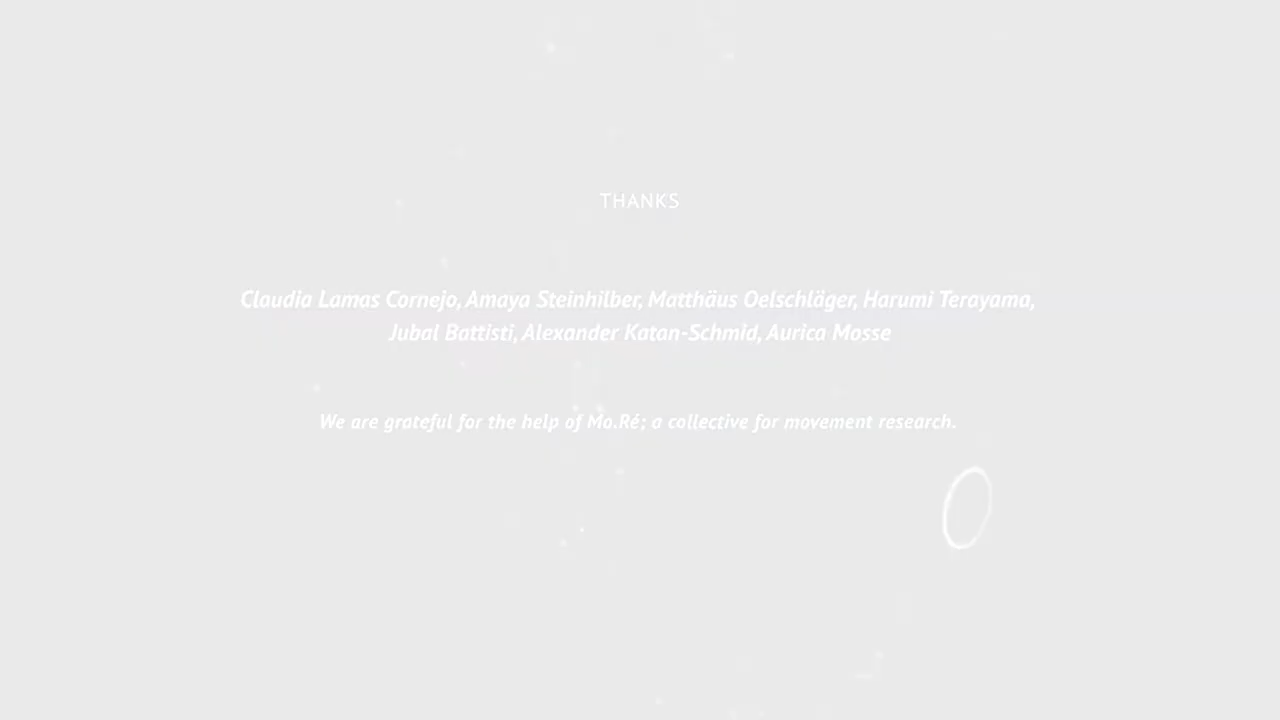 THANKS
Claudia Lamas Cornejo, Amaya Steinhilber, Matthäus Oelschläger, Harumi Terayama,
Jubal Battisti, Alexander Katan-Schmid, Aurica Mosse
We are grateful for the help of Mo.Ré; a collective for movement research.